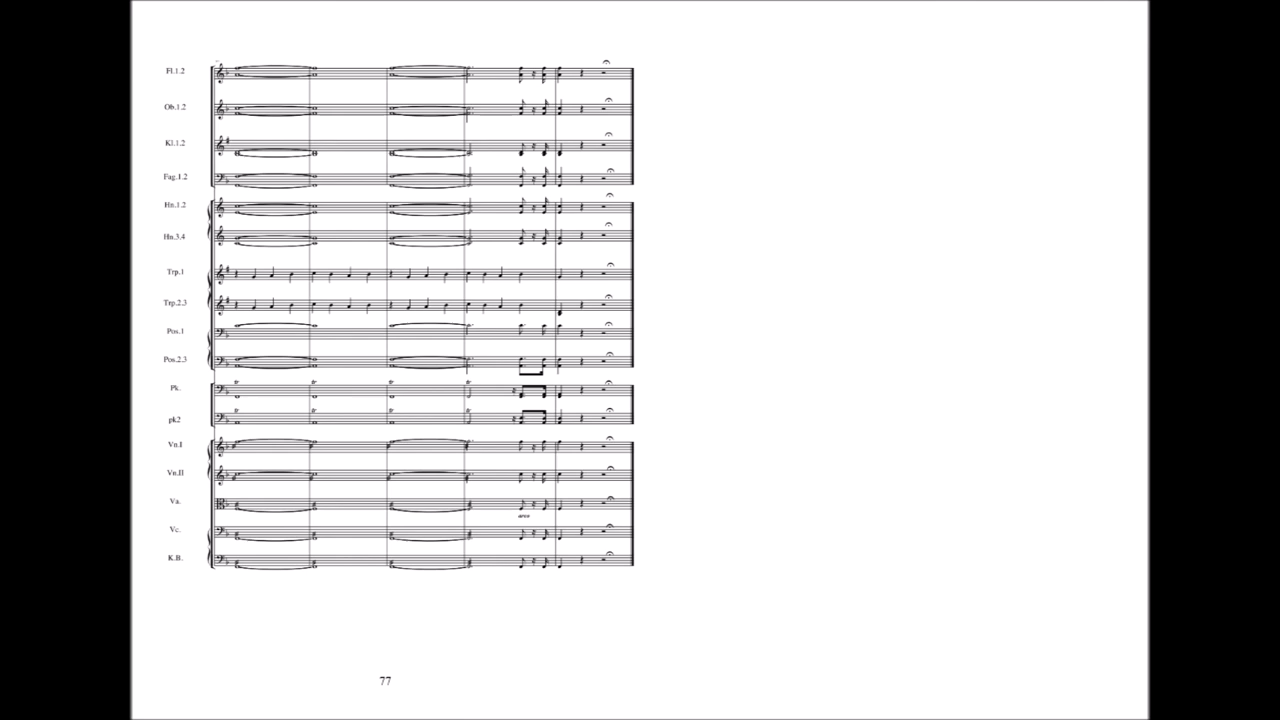 Fl.1.2
Ob.1.2
Kl.1.2
Fag.1.2
Hn.1.2
Hn.3.4
Trp.1
Trp.2.3
Pos.1
Pos.2.3
Pk.
pk2
Vn.I
Vn.II
Va.
arco
Vc.
K.B.
77